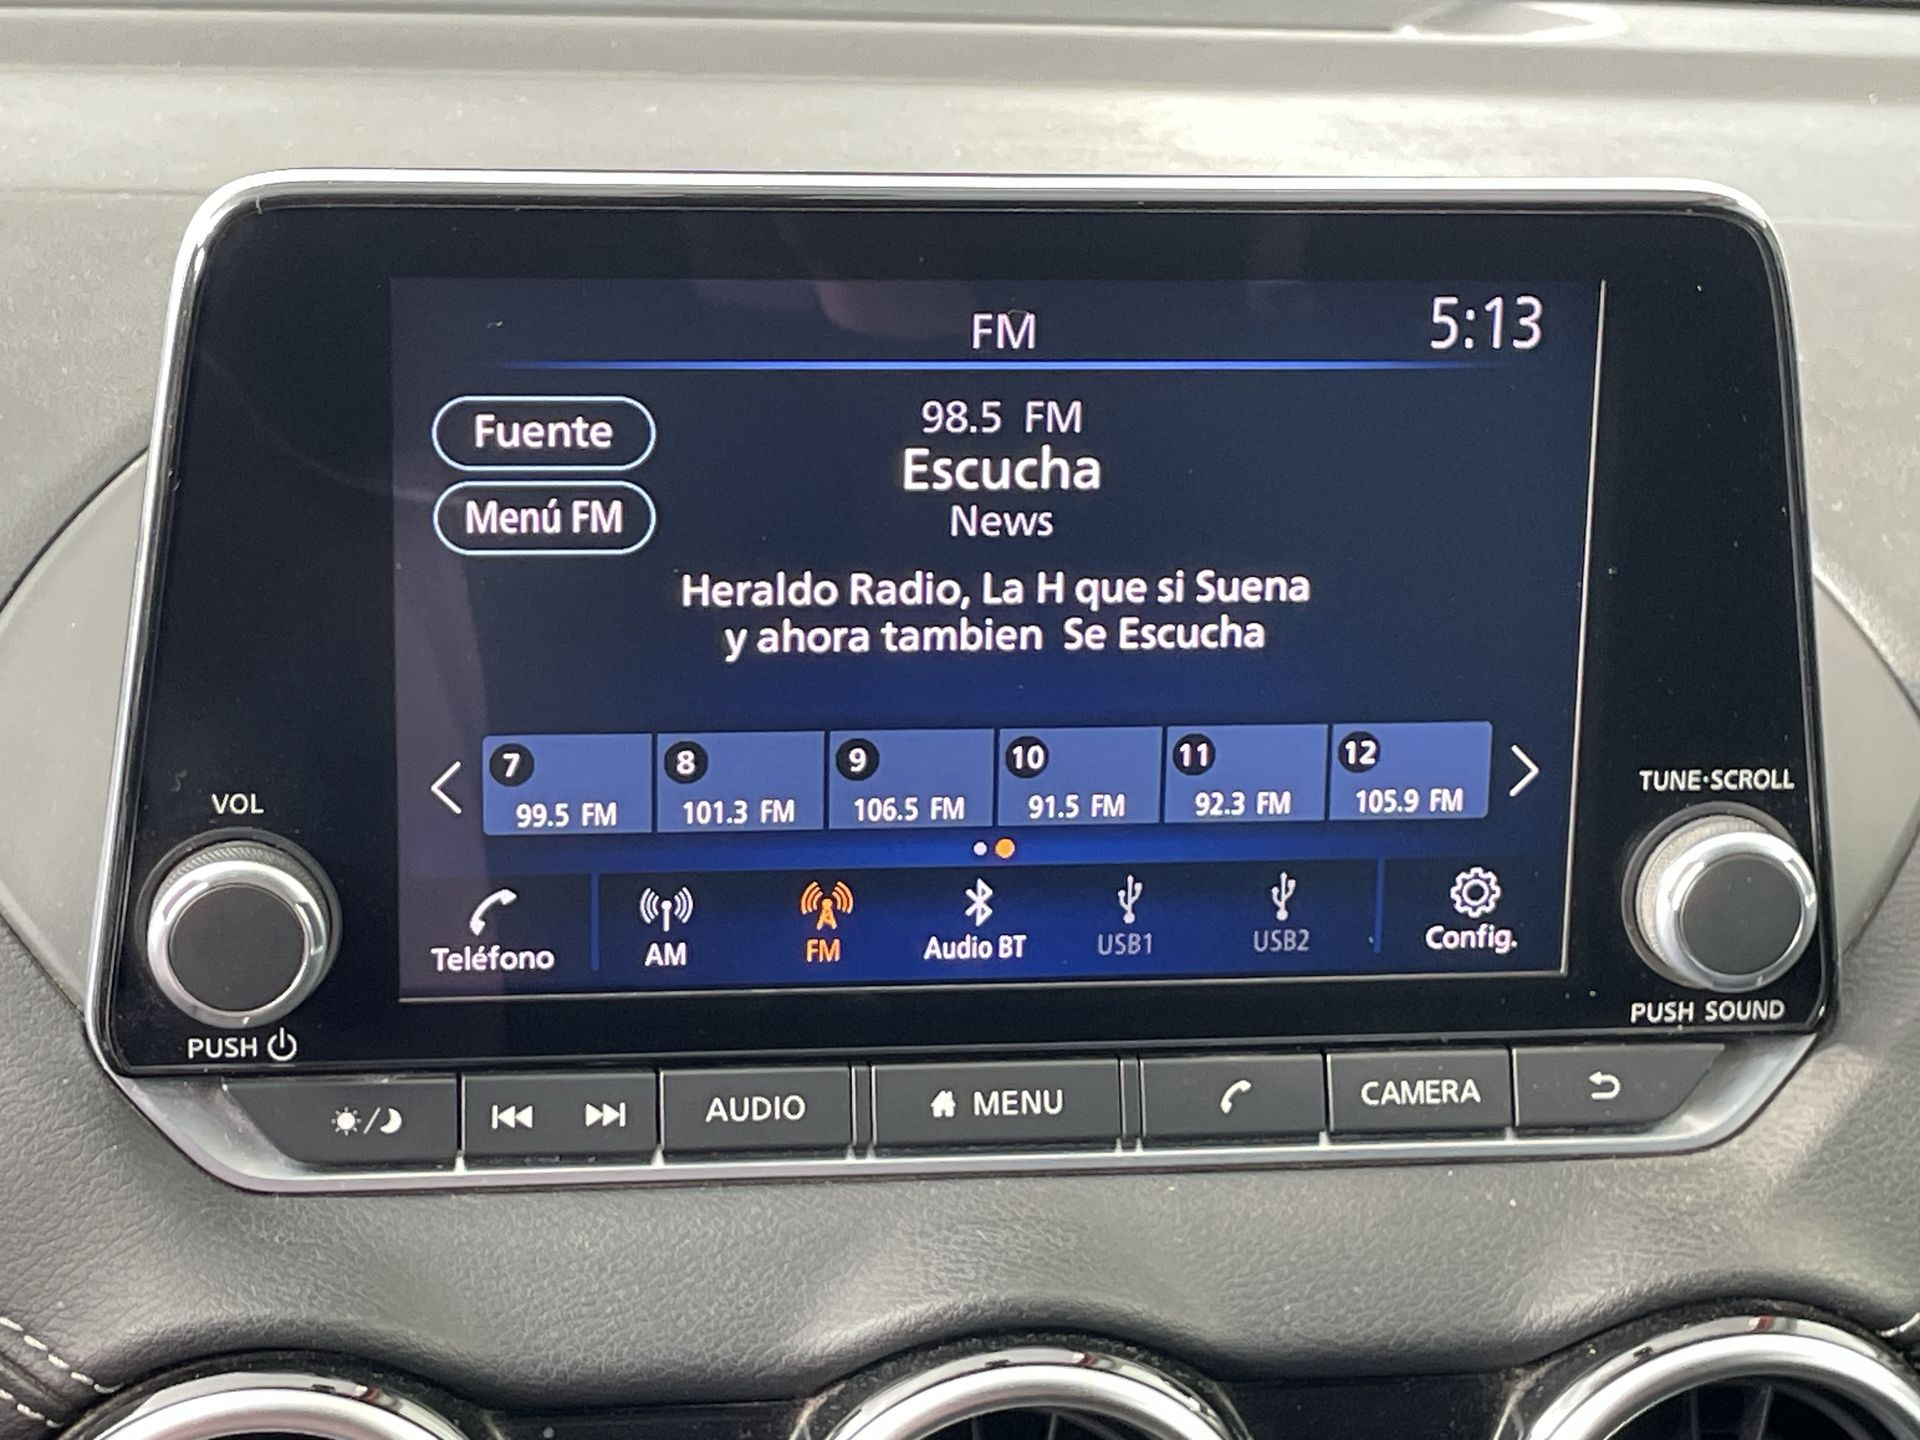 FM
5:13
Fuente
98.5 FM
Escucha
Menú FM
News
Heraldo Radio, La H que si Suena
y ahora tambien Se Escucha
7
8
9
10
11
12
99.5 FM
101.3 FM
106.5 FM
91.5 FM
92.3 FM
105.9 FM
VOL
TUNE·SCROLL
Teléfono
AM
FM
Audio BT
USB1
USB2
Config.
PUSH
PUSH SOUND
AUDIO
MENU
CAMERA